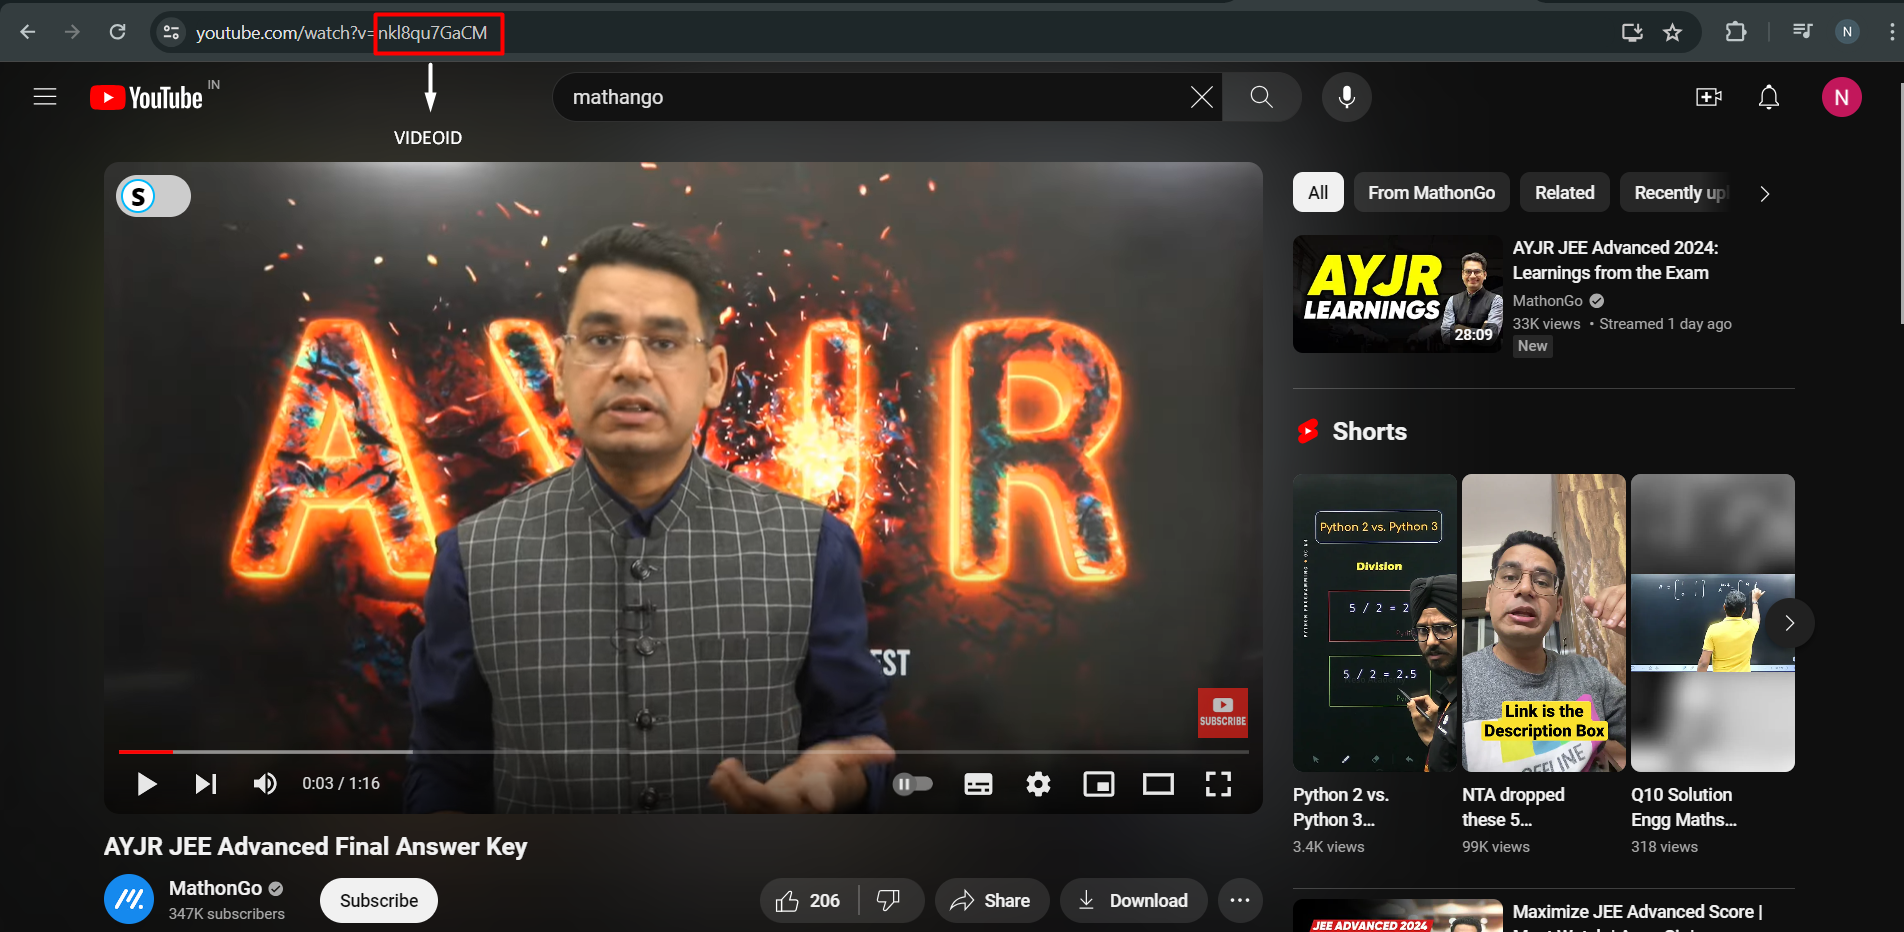 youtube.com/watch?v=nkl8qu7GaCM
N
VIDEOID
YouTube IN
mathango
N
S
AYJR
EST
SUBSCRIBE
0:03 / 1:16
AYJR JEE Advanced Final Answer Key
MathonGo
347K subscribers
Subscribe
206
Share
Download
All
From MathonGo
Related
Recently upl
AYJR
LEARNINGS
28:09
AYJR JEE Advanced 2024:
Learnings from the Exam
MathonGo
33K views • Streamed 1 day ago
New
Shorts
Python 2 vs. Python 3
Division
5 / 2 = 2
5 / 2 = 2.5
Link is the
Description Box
OFFLINE
Python 2 vs.
Python 3...
3.4K views
NTA dropped
these 5...
99K views
Q10 Solution
Engg Maths...
318 views
JEE ADVANCED 2024
Maximize JEE Advanced Score |